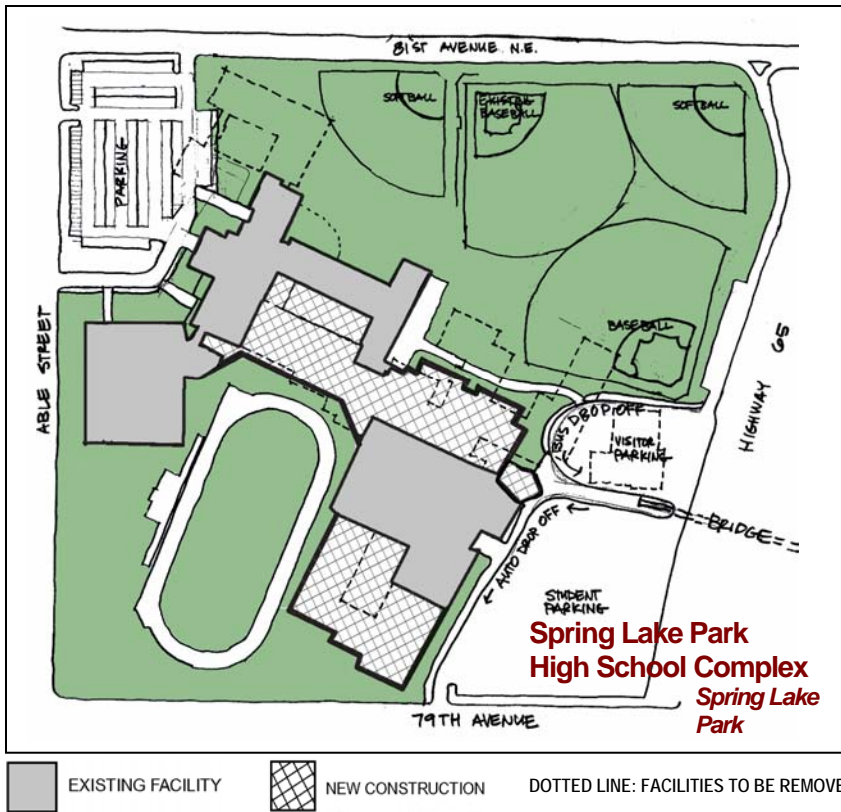 81ST AVENUE N.E.
SOFTBALL
EXISTING
BASEBALL
SOFTBALL
PARKING
ABLE STREET
BASEBALL
HIGHWAY 65
BUS DROP OFF
VISITOR
PARKING
BRIDGE
AUTO DROP OFF
STUDENT
PARKING
Spring Lake Park
High School Complex
Spring Lake
Park
79TH AVENUE
EXISTING FACILITY
NEW CONSTRUCTION
DOTTED LINE: FACILITIES TO BE REMOVE